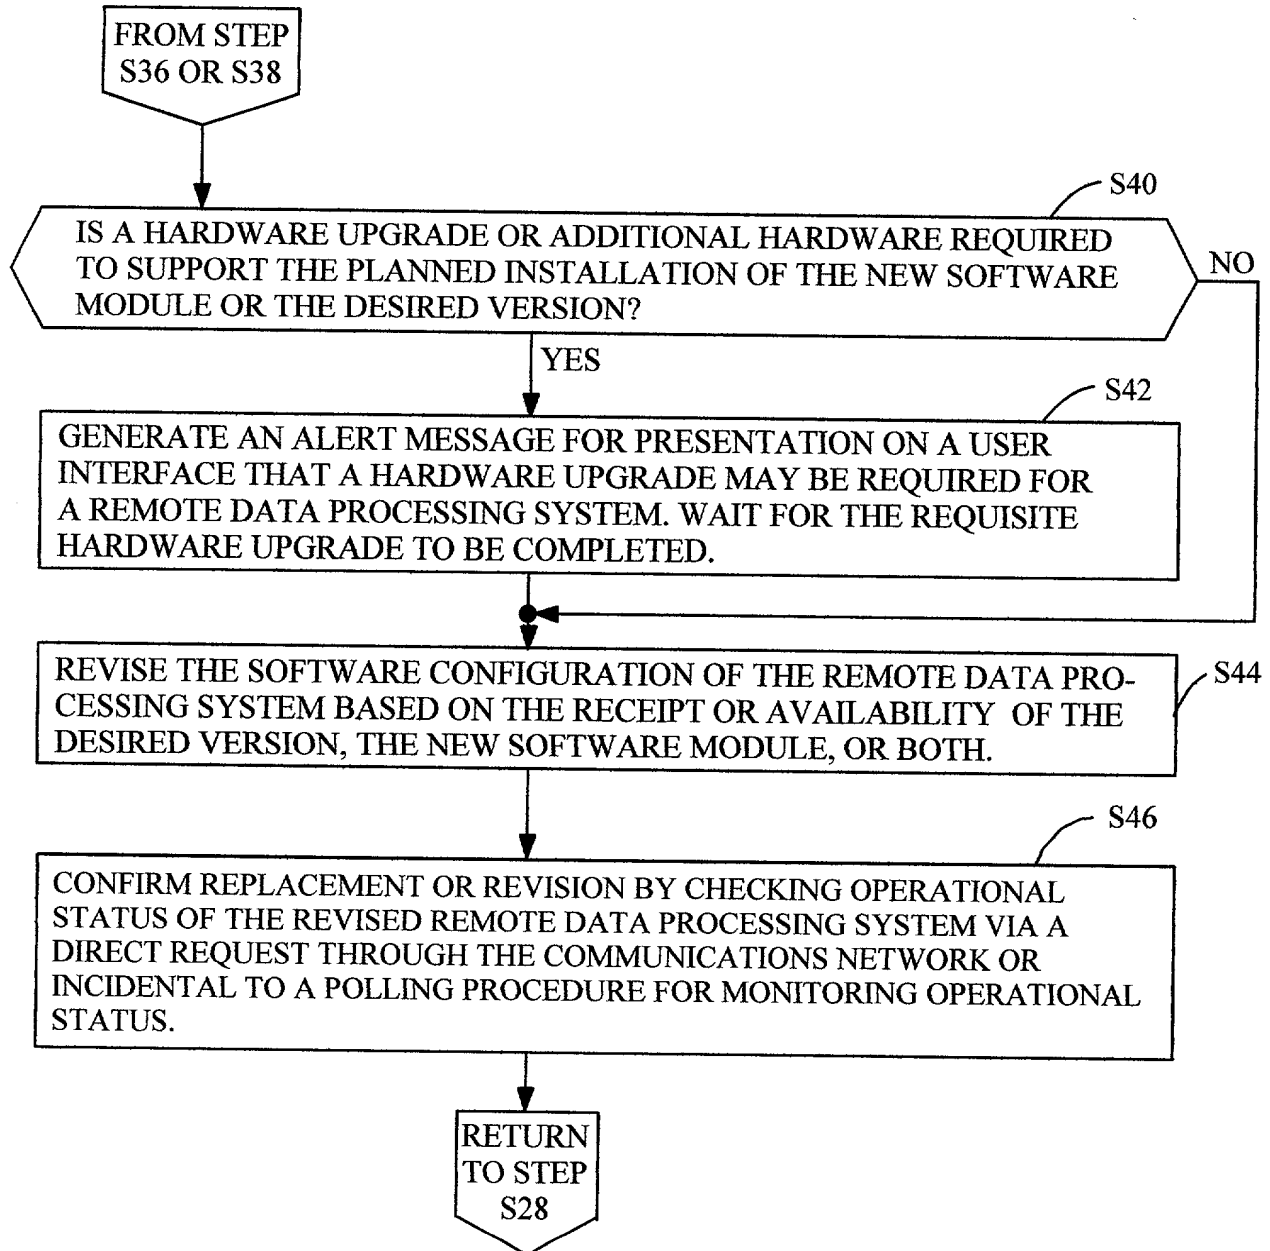 FROM STEP
S36 OR S38
S40
IS A HARDWARE UPGRADE OR ADDITIONAL HARDWARE REQUIRED
TO SUPPORT THE PLANNED INSTALLATION OF THE NEW SOFTWARE
MODULE OR THE DESIRED VERSION?
NO
YES
S42
GENERATE AN ALERT MESSAGE FOR PRESENTATION ON A USER
INTERFACE THAT A HARDWARE UPGRADE MAY BE REQUIRED FOR
A REMOTE DATA PROCESSING SYSTEM. WAIT FOR THE REQUISITE
HARDWARE UPGRADE TO BE COMPLETED.
REVISE THE SOFTWARE CONFIGURATION OF THE REMOTE DATA PRO-
CESSING SYSTEM BASED ON THE RECEIPT OR AVAILABILITY OF THE
DESIRED VERSION, THE NEW SOFTWARE MODULE, OR BOTH.
S44
S46
CONFIRM REPLACEMENT OR REVISION BY CHECKING OPERATIONAL
STATUS OF THE REVISED REMOTE DATA PROCESSING SYSTEM VIA A
DIRECT REQUEST THROUGH THE COMMUNICATIONS NETWORK OR
INCIDENTAL TO A POLLING PROCEDURE FOR MONITORING OPERATIONAL
STATUS.
RETURN
TO STEP
S28